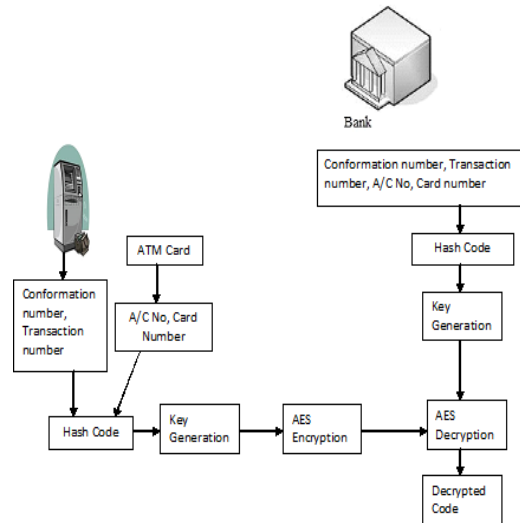 Bank
Conformation number, Transaction
number, A/C No, Card number
Hash Code
Key
Generation
ATM Card
Conformation
number,
Transaction
number
A/C No, Card
Number
Hash Code
Key
Generation
AES
Encryption
AES
Decryption
Decrypted
Code